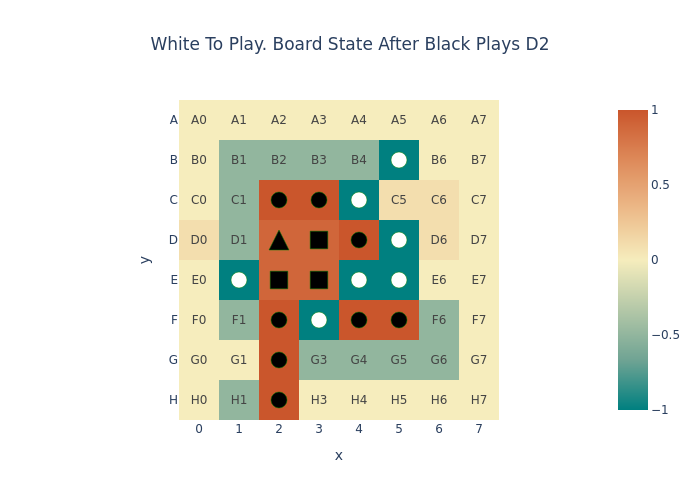 White To Play. Board State After Black Plays D2
A A0 A1 A2 A3 A4 A5 A6 A7
B B0 B1 B2 B3 B4 B6 B7
C C0 C1 C5 C6 C7
D D0 D1 D6 D7
E E0 E6 E7
F F0 F1 F6 F7
G G0 G1 G3 G4 G5 G6 G7
H H0 H1 H3 H4 H5 H6 H7
0 1 2 3 4 5 6 7
x
y
1
0.5
0
−0.5
−1